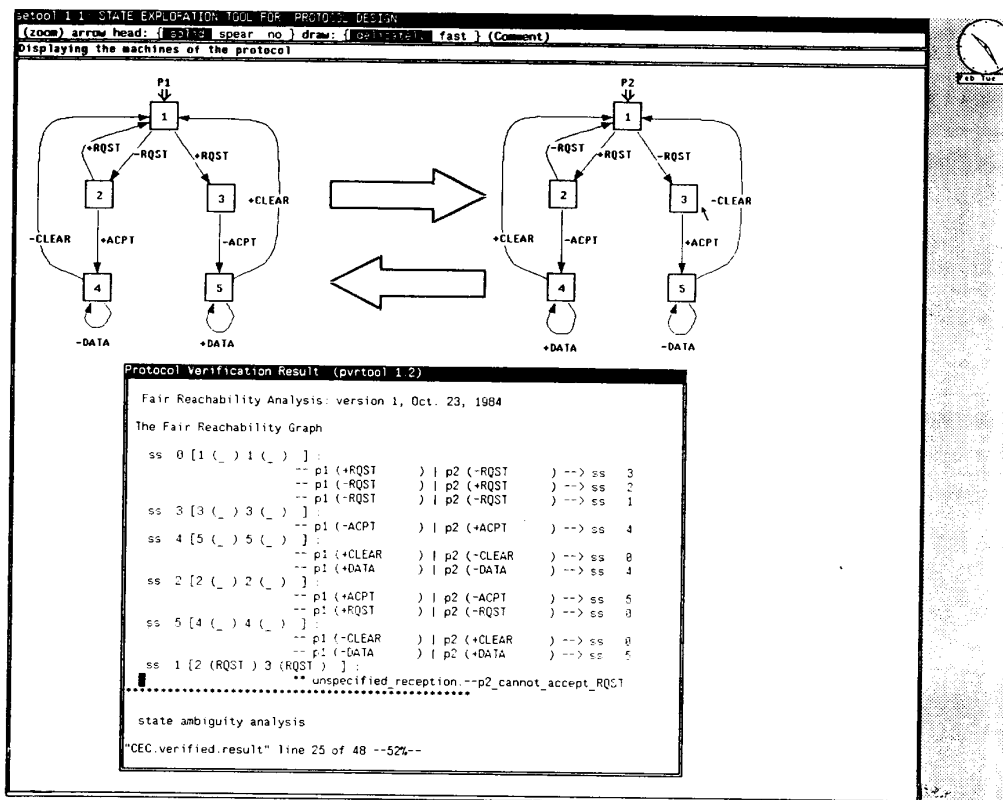 setool 1 1 STATE EXPLORATION TOOL FOR PROTOCOL DESIGN
(zoom) arrow head: { solid spear no } draw: { fast } (Comment)
Displaying the machines of the protocol
Feb Tue
P1 P2
1 1
+RQST -RQST +RQST -RQST +RQST -RQST
2 3 +CLEAR 2 3 -CLEAR
-CLEAR +ACPT -ACPT +CLEAR -ACPT +ACPT
4 5 4 5
-DATA +DATA +DATA -DATA
Protocol Verification Result (pvrtool 1.2)
Fair Reachability Analysis: version 1, Oct. 23, 1984
The Fair Reachability Graph
ss 0 [1 (_ ) 1 (_ ) ] :
-- p1 (+RQST ) | p2 (-RQST ) --> ss 3
-- p1 (-RQST ) | p2 (+RQST ) --> ss 2
-- p1 (-RQST ) | p2 (-RQST ) --> ss 1
ss 3 [3 (_ ) 3 (_ ) ] :
-- p1 (-ACPT ) | p2 (+ACPT ) --> ss 4
ss 4 [5 (_ ) 5 (_ ) ] :
-- p1 (+CLEAR ) | p2 (-CLEAR ) --> ss 0
-- p1 (+DATA ) | p2 (-DATA ) --> ss 4
ss 2 [2 (_ ) 2 (_ ) ] :
-- p1 (+ACPT ) | p2 (-ACPT ) --> ss 5
-- p1 (+RQST ) | p2 (-RQST ) --> ss 0
ss 5 [4 (_ ) 4 (_ ) ] :
-- p1 (-CLEAR ) | p2 (+CLEAR ) --> ss 0
-- p1 (-DATA ) | p2 (+DATA ) --> ss 5
ss 1 [2 (RQST ) 3 (RQST ) ] :
** unspecified_reception.--p2_cannot_accept_RQST
**************************************************
state ambiguity analysis
"CEC.verified.result" line 25 of 48 --52%--